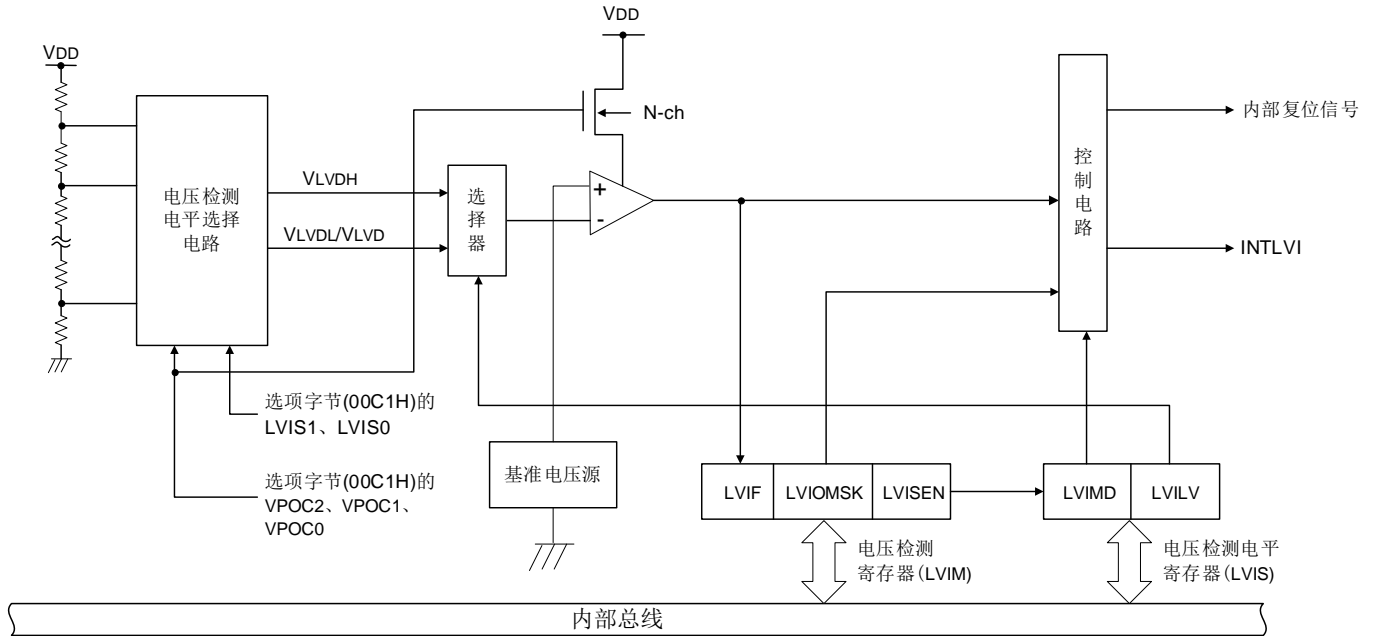 VDD
VDD
N-ch
内部复位信号
控
制
电
路
VLVDH
选
择
器
+
-
电压检测
电平选择
电路
VLVDL/VLVD
INTLVI
选项字节(00C1H)的
LVIS1、LVIS0
基准电压源
选项字节(00C1H)的
VPOC2、VPOC1、
VPOC0
LVIF
LVIOMSK
LVISEN
LVIMD
LVILV
电压检测
寄存器(LVIM)
电压检测电平
寄存器(LVIS)
内部总线